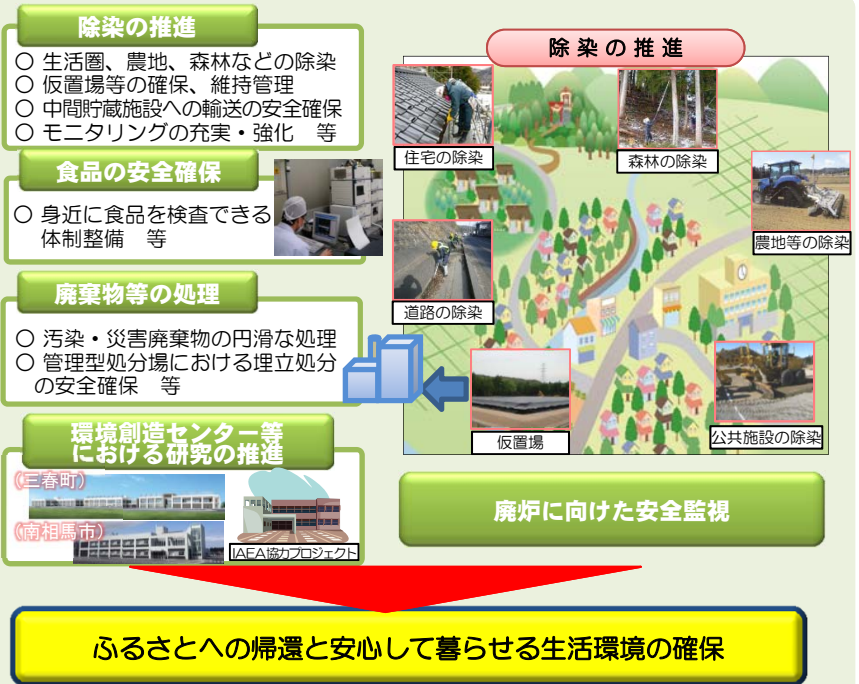 除染の推進
〇 生活圏、農地、森林などの除染
〇 仮置場等の確保、維持管理
〇 中間貯蔵施設への輸送の安全確保
〇 モニタリングの充実・強化　等
食品の安全確保
〇 身近に食品を検査できる
体制整備　等
廃棄物等の処理
〇 汚染・災害廃棄物の円滑な処理
〇 管理型処分場における埋立処分
の安全確保　等
環境創造センター等
における研究の推進
(三春町)
(南相馬市)
IAEA協力プロジェクト
除染の推進
住宅の除染
森林の除染
農地等の除染
道路の除染
仮置場
公共施設の除染
廃炉に向けた安全監視
ふるさとへの帰還と安心して暮らせる生活環境の確保